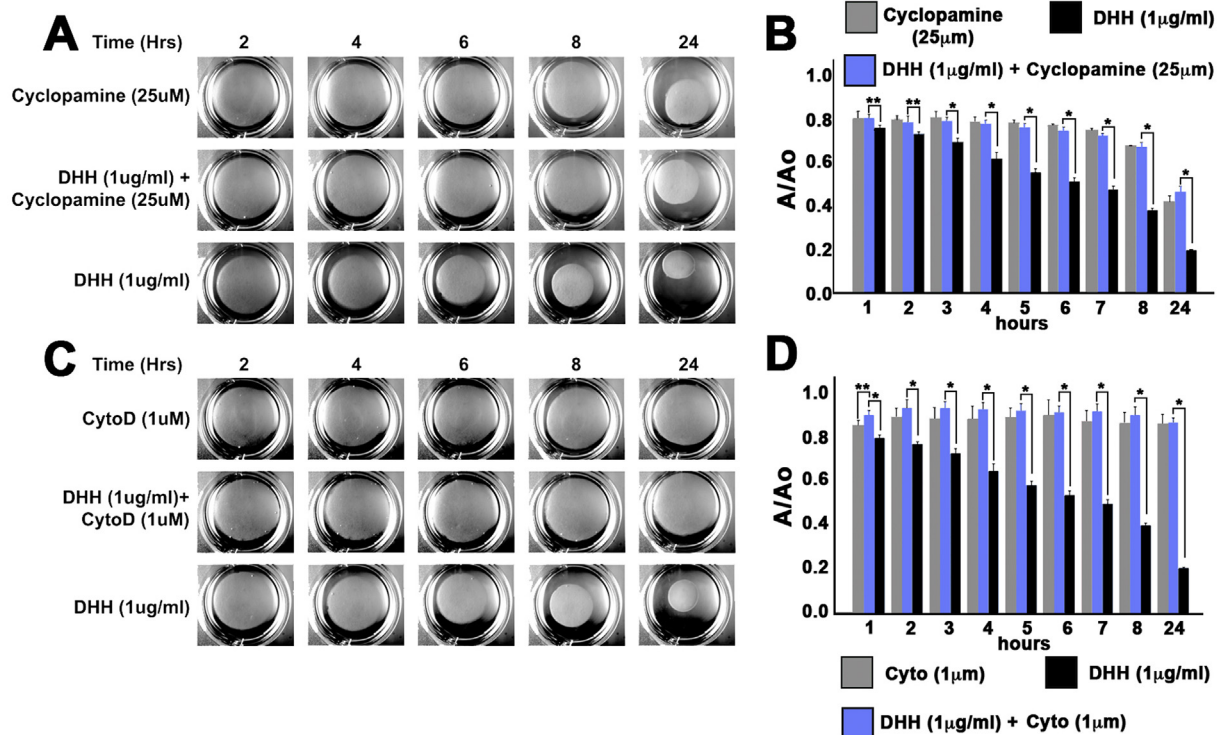 A
Time (Hrs) 2 4 6 8 24
Cyclopamine (25uM)
DHH (1ug/ml) +
Cyclopamine (25uM)
DHH (1ug/ml)
B
Cyclopamine
(25μm)
DHH (1μg/ml)
DHH (1μg/ml) + Cyclopamine (25μm)
A/Ao
1.0
0.8
0.6
0.4
0.2
0.0
** ** * * * * * * *
1 2 3 4 5 6 7 8 24
hours
C
Time (Hrs) 2 4 6 8 24
CytoD (1uM)
DHH (1ug/ml)+
CytoD (1uM)
DHH (1ug/ml)
D
A/Ao
1.0
0.8
0.6
0.4
0.2
0.0
** * * * * * * * * *
1 2 3 4 5 6 7 8 24
hours
Cyto (1μm)
DHH (1μg/ml)
DHH (1μg/ml) + Cyto (1μm)